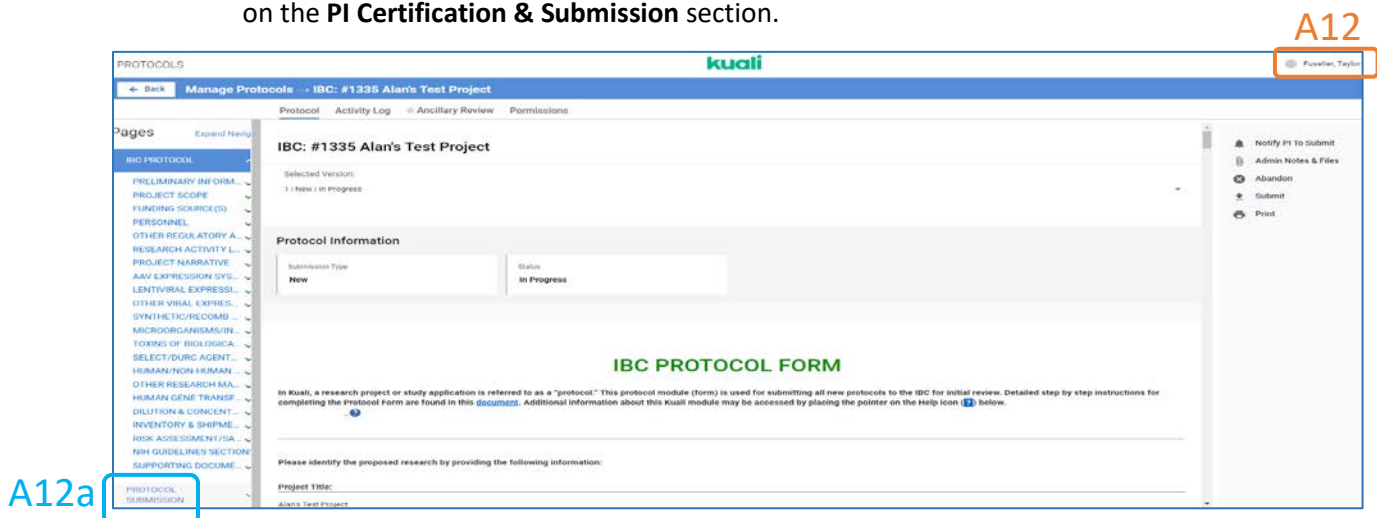 on the PI Certification & Submission section.
A12
PROTOCOLS
kuali
Fuselier, Taylor
← Back Manage Protocols → IBC: #1335 Alan's Test Project
Protocol Activity Log Ancillary Review Permissions
Pages Expand Navig
IBC PROTOCOL
PRELIMINARY INFORM...
PROJECT SCOPE
FUNDING SOURCE(S)
PERSONNEL
OTHER REGULATORY A...
RESEARCH ACTIVITY L...
PROJECT NARRATIVE
AAV EXPRESSION SYS...
LENTIVIRAL EXPRESSI...
OTHER VIRAL EXPRES...
SYNTHETIC/RECOMB...
MICROORGANISMS/IN...
TOXINS OF BIOLOGICA...
SELECT/DURC AGENT...
HUMAN/NON-HUMAN...
OTHER RESEARCH MA...
HUMAN GENE TRANSF...
DILUTION & CONCENT...
INVENTORY & SHIPME...
RISK ASSESSMENT/SA...
NIH GUIDELINES SECTION
SUPPORTING DOCUME...
PROTOCOL
SUBMISSION
A12a
IBC: #1335 Alan's Test Project
Selected Version:
1 | New | In Progress
Protocol Information
Submission Type
New
Status
In Progress
IBC PROTOCOL FORM
In Kuali, a research project or study application is referred to as a "protocol." This protocol module (form) is used for submitting all new protocols to the IBC for initial review. Detailed step by step instructions for
completing the Protocol Form are found in this document. Additional information about this Kuali module may be accessed by placing the pointer on the Help icon (?) below.
. ?
Please identify the proposed research by providing the following information:
Project Title:
Alan's Test Project
Notify PI To Submit
Admin Notes & Files
Abandon
Submit
Print